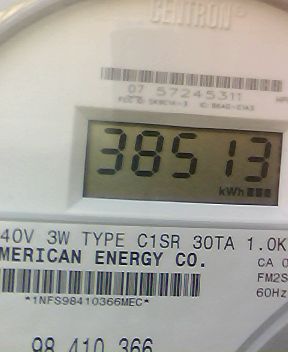 CENTRON®
07 57245311
38513
kWh
40V 3W TYPE C1SR 30TA 1.0K
MERICAN ENERGY CO.
CA 0
FM2S
*1NFS98410366MEC*
60Hz
98 410 366